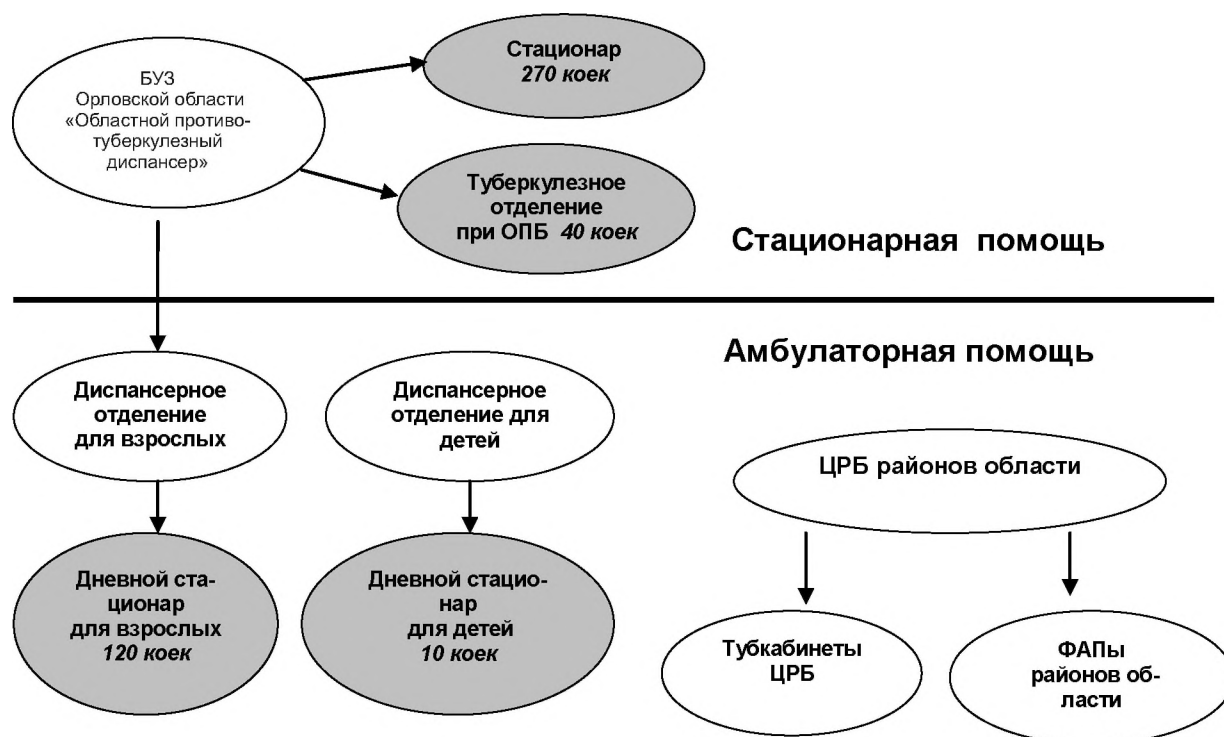 БУЗ
Орловской области
«Областной противо-
туберкулезный
диспансер»
Стационар
270 коек
Туберкулезное
отделение
при ОПБ 40 коек
Стационарная помощь
Амбулаторная помощь
Диспансерное
отделение
для взрослых
Диспансерное
отделение для
детей
ЦРБ районов области
Дневной ста-
ционар
для взрослых
120 коек
Дневной стацио-
нар
для детей
10 коек
Тубкабинеты
ЦРБ
ФАПы
районов об-
ласти